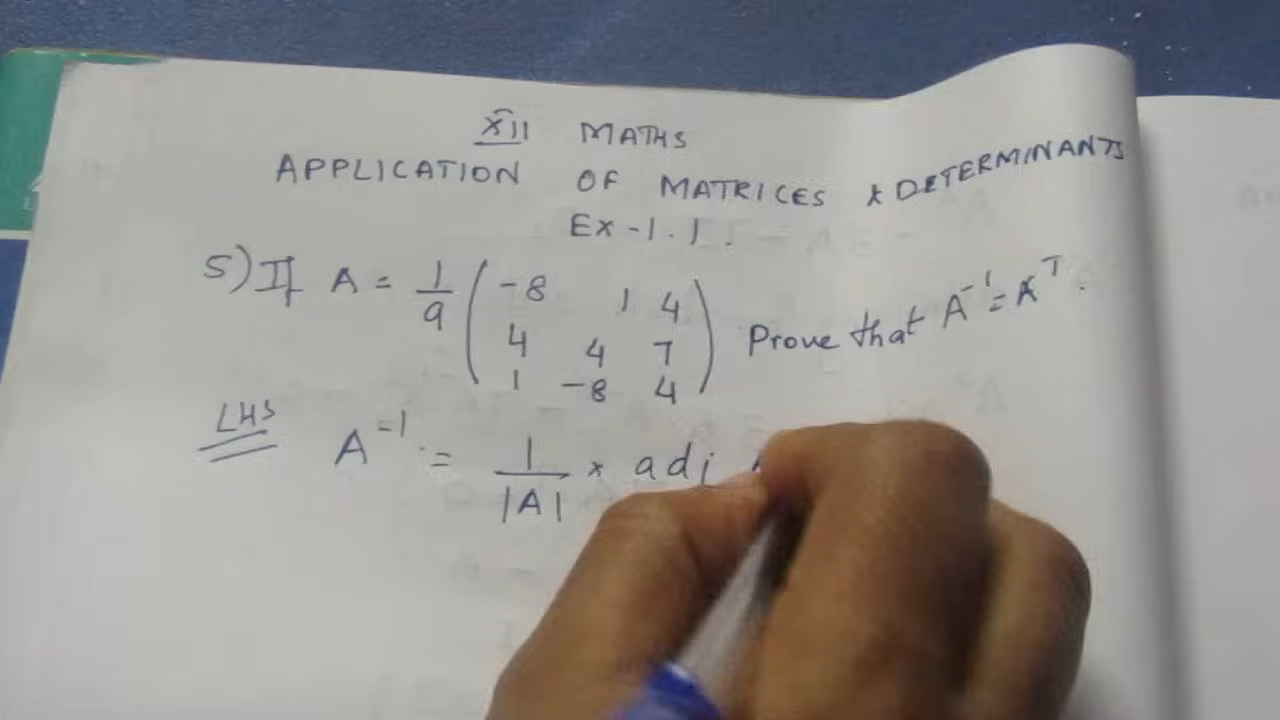 XII MATHS
APPLICATION OF MATRICES & DETERMINANTS
Ex-1.1.
5) If A = 1/9 ( -8 1 4
4 4 7
1 -8 4 ) Prove that A⁻¹ = Aᵀ.
LHS A⁻¹ = 1/|A| × adj